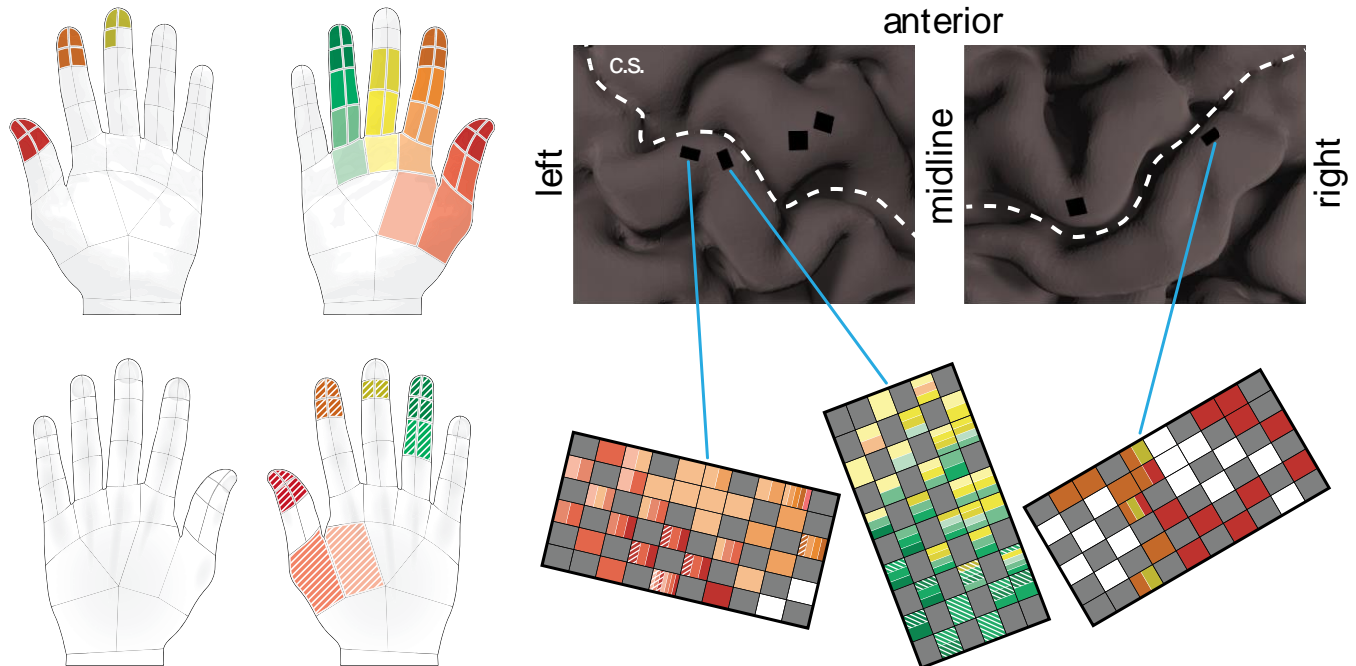 anterior
c.s.
left
midline
right